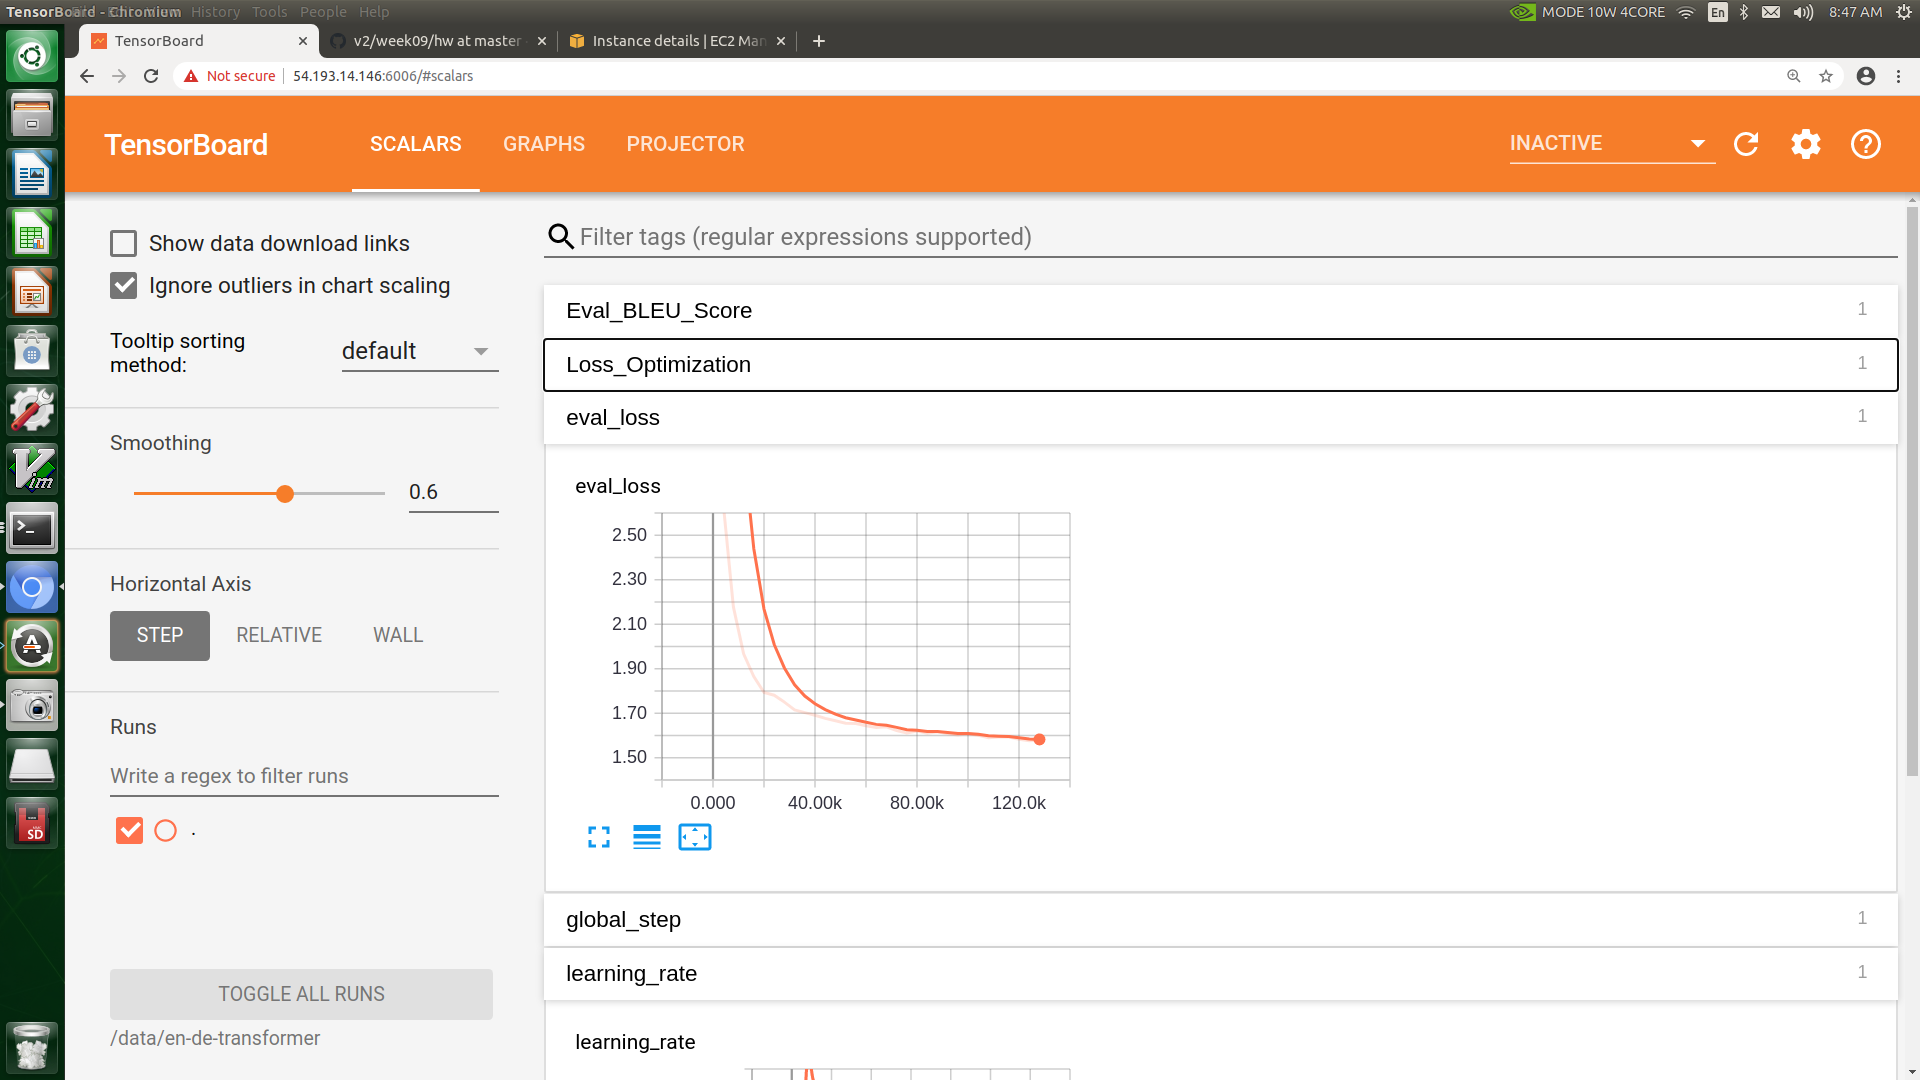 TensorBoard - Chromium History Tools People Help
MODE 10W 4CORE En 8:47 AM
TensorBoard
v2/week09/hw at master
Instance details | EC2 Man
Not secure 54.193.14.146:6006/#scalars
TensorBoard SCALARS GRAPHS PROJECTOR INACTIVE
Show data download links
Ignore outliers in chart scaling
Tooltip sorting
method:
default
Smoothing
0.6
Horizontal Axis
STEP RELATIVE WALL
Runs
Write a regex to filter runs
.
TOGGLE ALL RUNS
/data/en-de-transformer
Filter tags (regular expressions supported)
Eval_BLEU_Score 1
Loss_Optimization 1
eval_loss 1
eval_loss
2.50
2.30
2.10
1.90
1.70
1.50
0.000 40.00k 80.00k 120.0k
global_step 1
learning_rate 1
learning_rate
Vim
A
SD